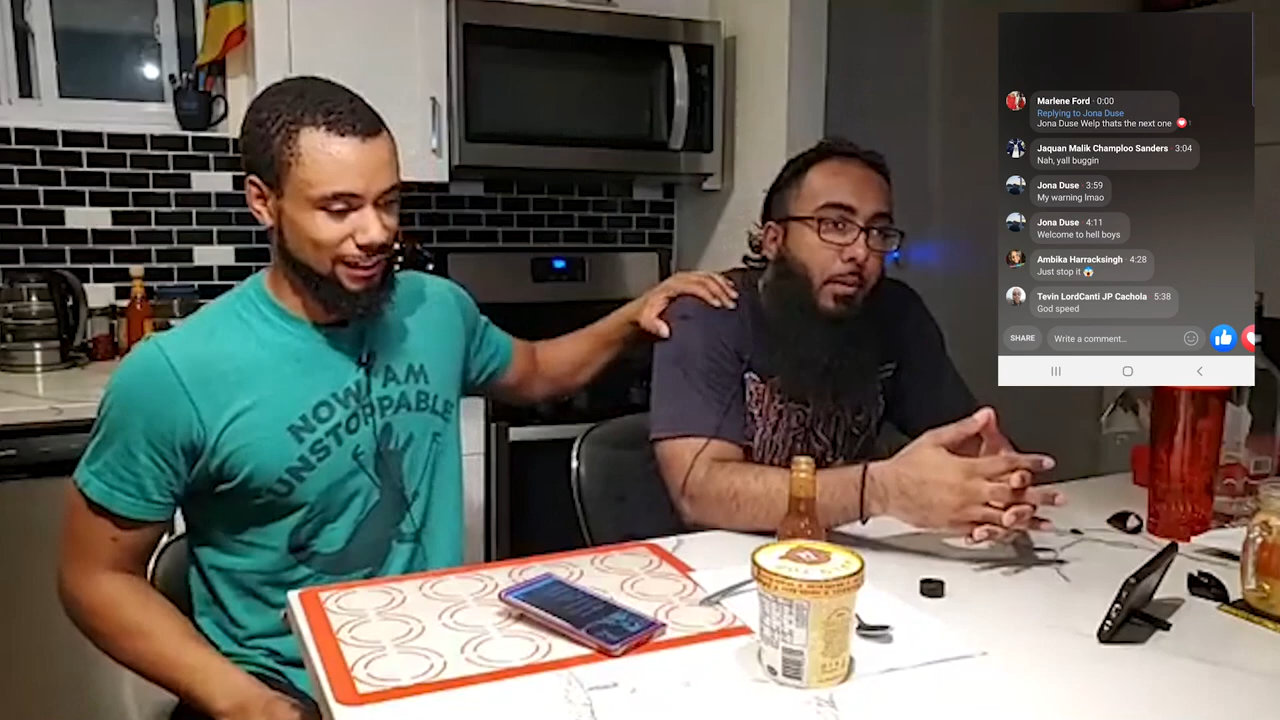 NOW I AM
UNSTOPPABLE
Marlene Ford · 0:00
Replying to Jona Duse
Jona Duse Welp thats the next one
Jaquan Malik Champloo Sanders 3:04
Nah, yall buggin
Jona Duse · 3:59
My warning lmao
Jona Duse · 4:11
Welcome to hell boys
Ambika Harracksingh · 4:28
Just stop it 😱
Tevin LordCanti JP Cachola · 5:38
God speed
SHARE Write a comment...